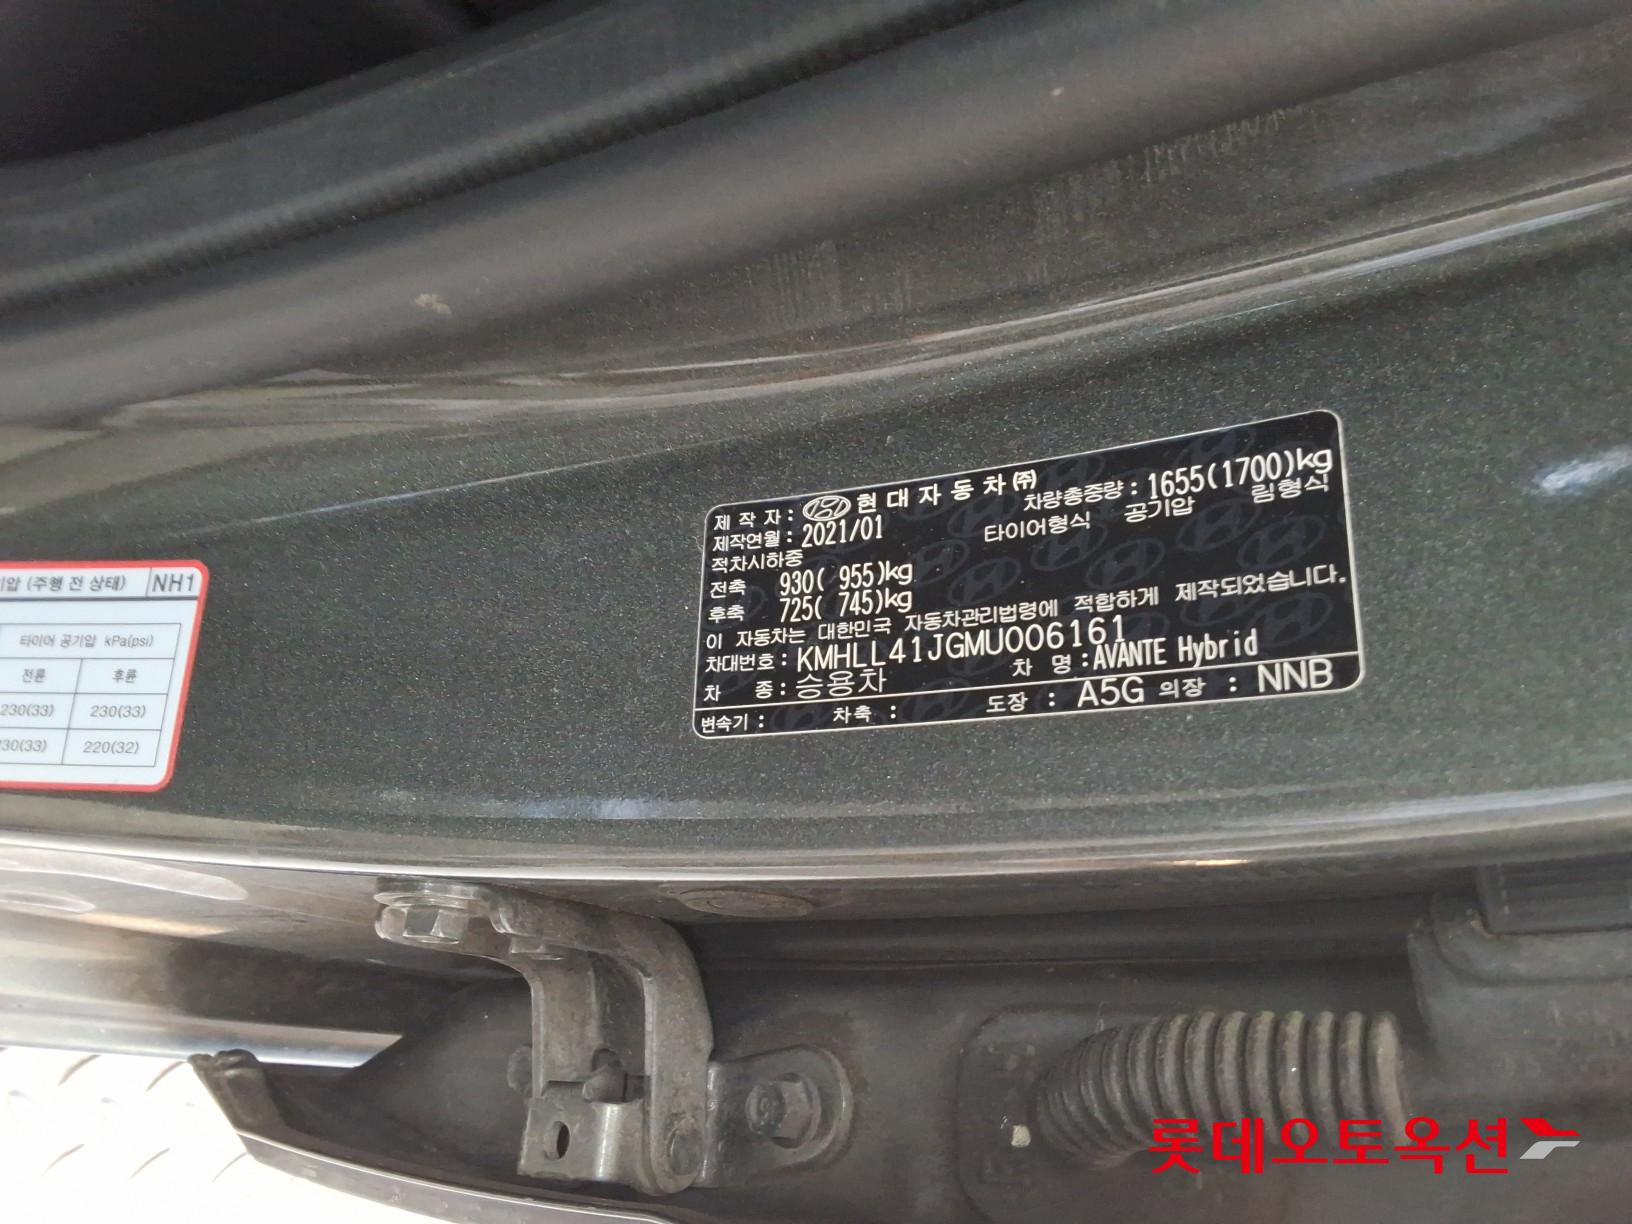 제 작 자 : 현대자동차㈜
차량총중량 : 1655(1700)kg
제작연월 : 2021/01
타이어형식 공기압 림형식
적차시하중
전축 930( 955)kg
후축 725( 745)kg
이 자동차는 대한민국 자동차관리법령에 적합하게 제작되었습니다.
차대번호 : KMHLL41JGMU006161
차 종 : 승용차 차 명 : AVANTE Hybrid
변속기 : 차축 : 도장 : A5G 의장 : NNB
기압 (주행 전 상태) NH1
타이어 공기압 kPa(psi)
전륜 후륜
230(33) 230(33)
230(33) 220(32)
롯데오토옥션